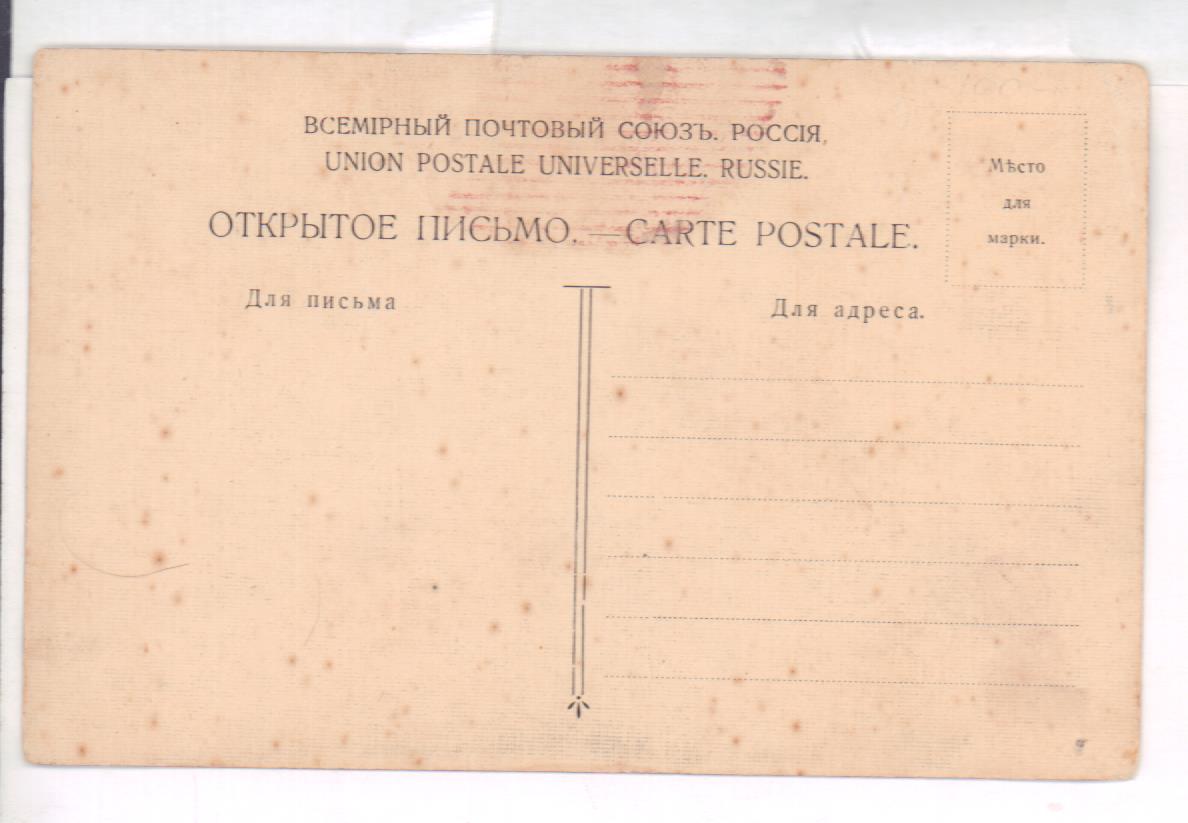 ВСЕМІРНЫЙ ПОЧТОВЫЙ СОЮЗЪ. РОССІЯ.
UNION POSTALE UNIVERSELLE. RUSSIE.
ОТКРЫТОЕ ПИСЬМО. — CARTE POSTALE.
Мѣсто
для
марки.
Для письма
Для адреса.